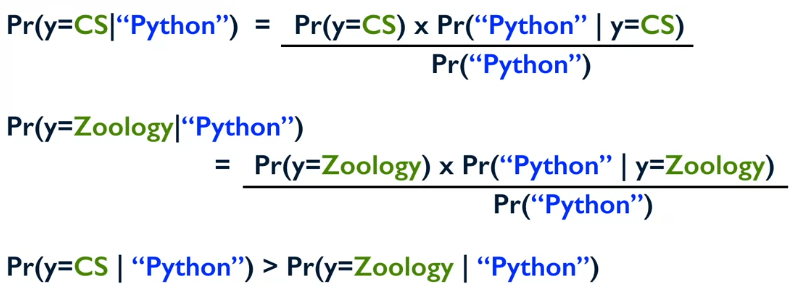 Pr(y=CS|“Python”) = Pr(y=CS) x Pr(“Python” | y=CS)
Pr(“Python”)
Pr(y=Zoology|“Python”)
= Pr(y=Zoology) x Pr(“Python” | y=Zoology)
Pr(“Python”)
Pr(y=CS | “Python”) > Pr(y=Zoology | “Python”)